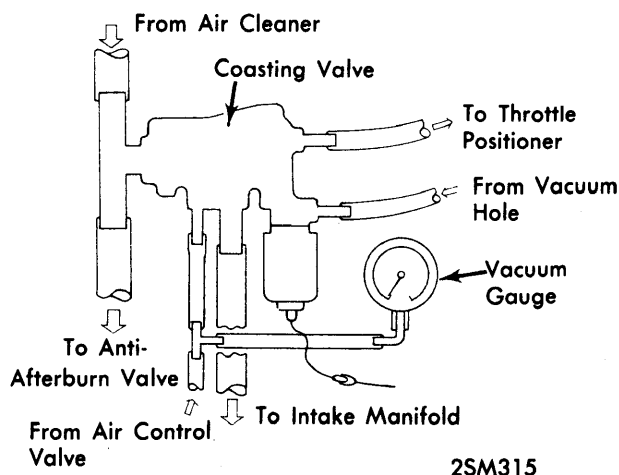 From Air Cleaner
Coasting Valve
To Throttle
Positioner
From Vacuum
Hole
Vacuum
Gauge
To Anti-
Afterburn Valve
To Intake Manifold
From Air Control
Valve
2SM315